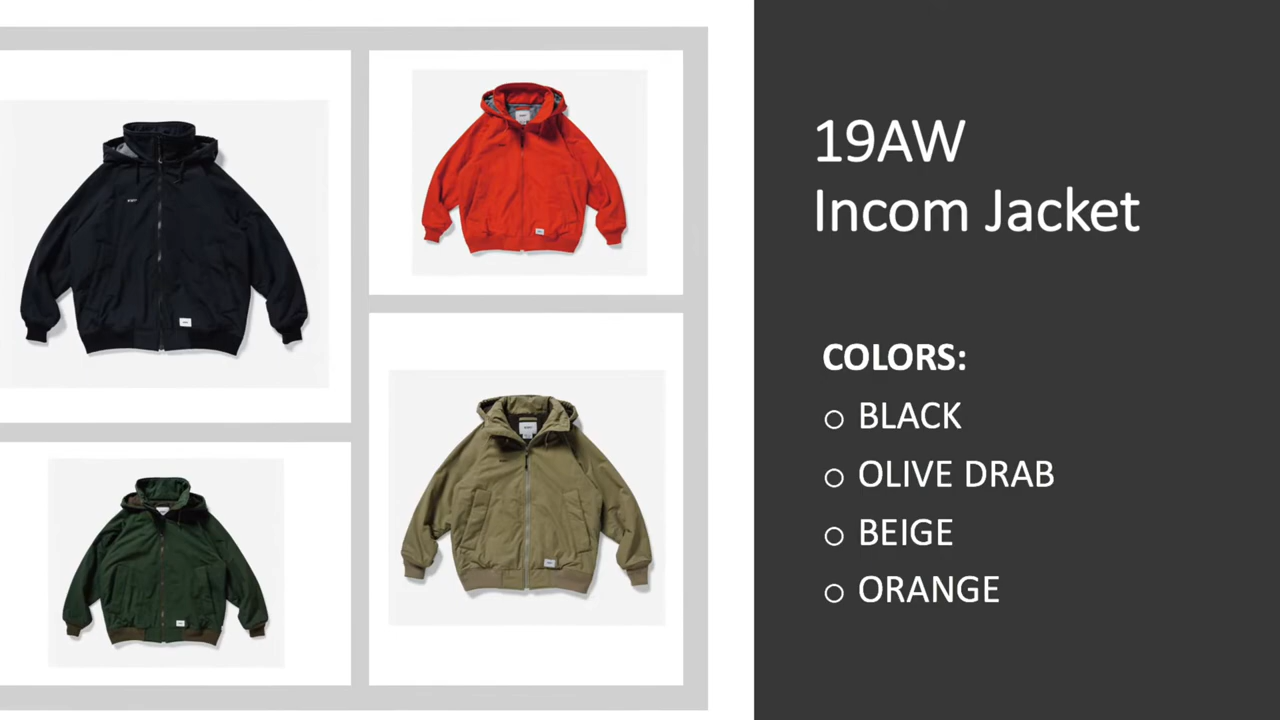 19AW
Incom Jacket
COLORS:
BLACK
OLIVE DRAB
BEIGE
ORANGE